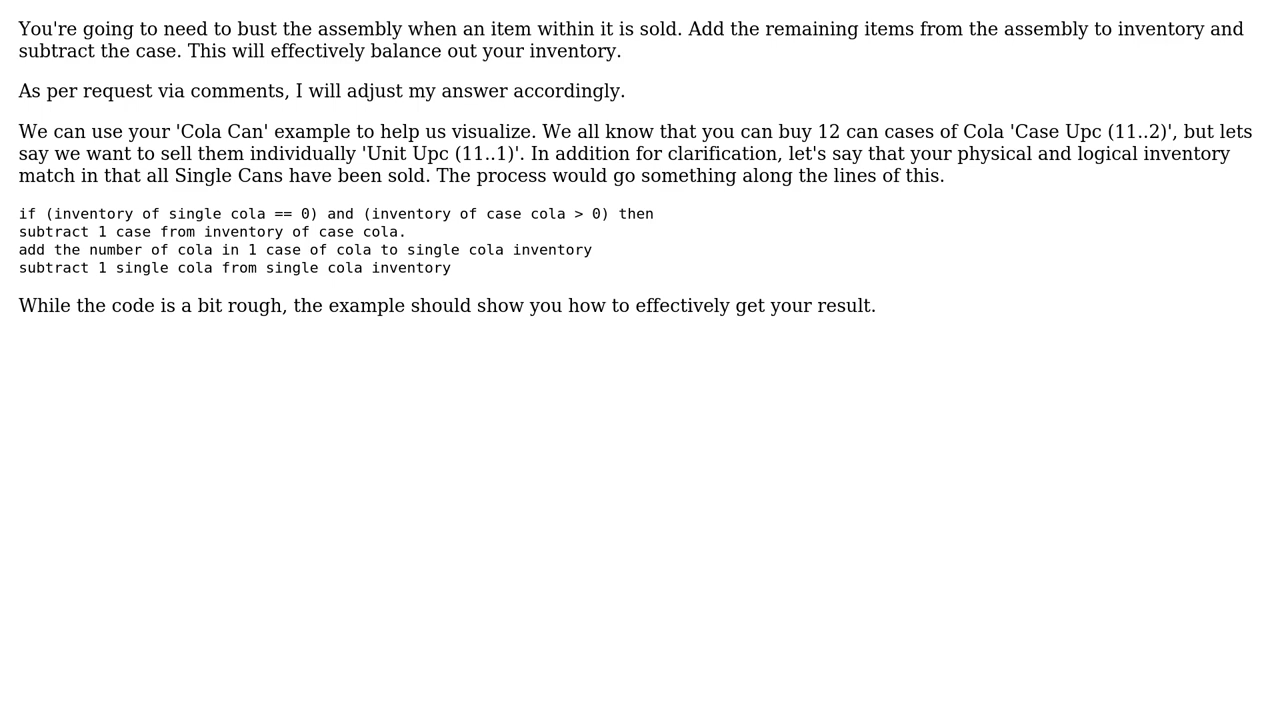 You're going to need to bust the assembly when an item within it is sold. Add the remaining items from the assembly to inventory and
subtract the case. This will effectively balance out your inventory.
As per request via comments, I will adjust my answer accordingly.
We can use your 'Cola Can' example to help us visualize. We all know that you can buy 12 can cases of Cola 'Case Upc (11..2)', but lets
say we want to sell them individually 'Unit Upc (11..1)'. In addition for clarification, let's say that your physical and logical inventory
match in that all Single Cans have been sold. The process would go something along the lines of this.
if (inventory of single cola == 0) and (inventory of case cola > 0) then
subtract 1 case from inventory of case cola.
add the number of cola in 1 case of cola to single cola inventory
subtract 1 single cola from single cola inventory
While the code is a bit rough, the example should show you how to effectively get your result.